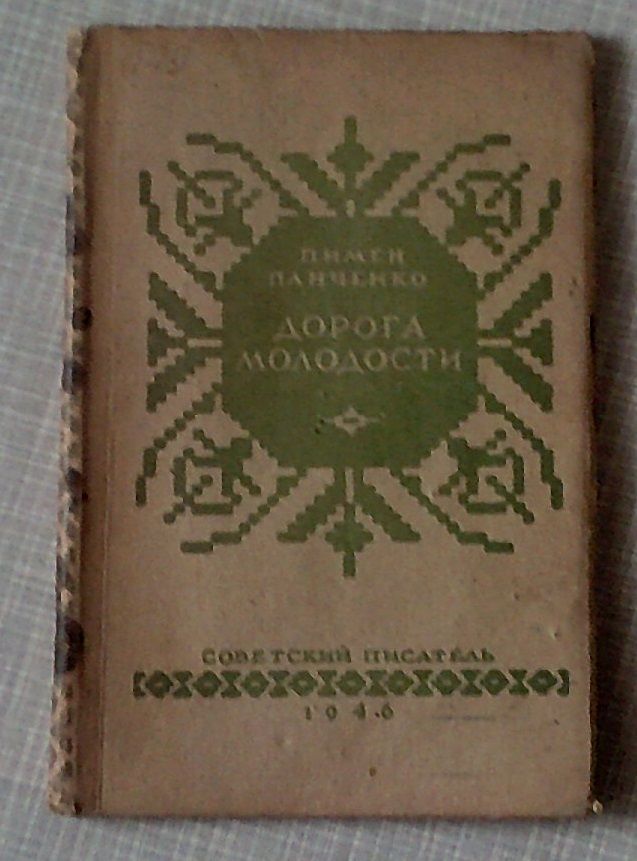 ПИМЕН
ПАНЧЕНКО
ДОРОГА
МОЛОДОСТИ
СОВЕТСКИЙ ПИСАТЕЛЬ
1946